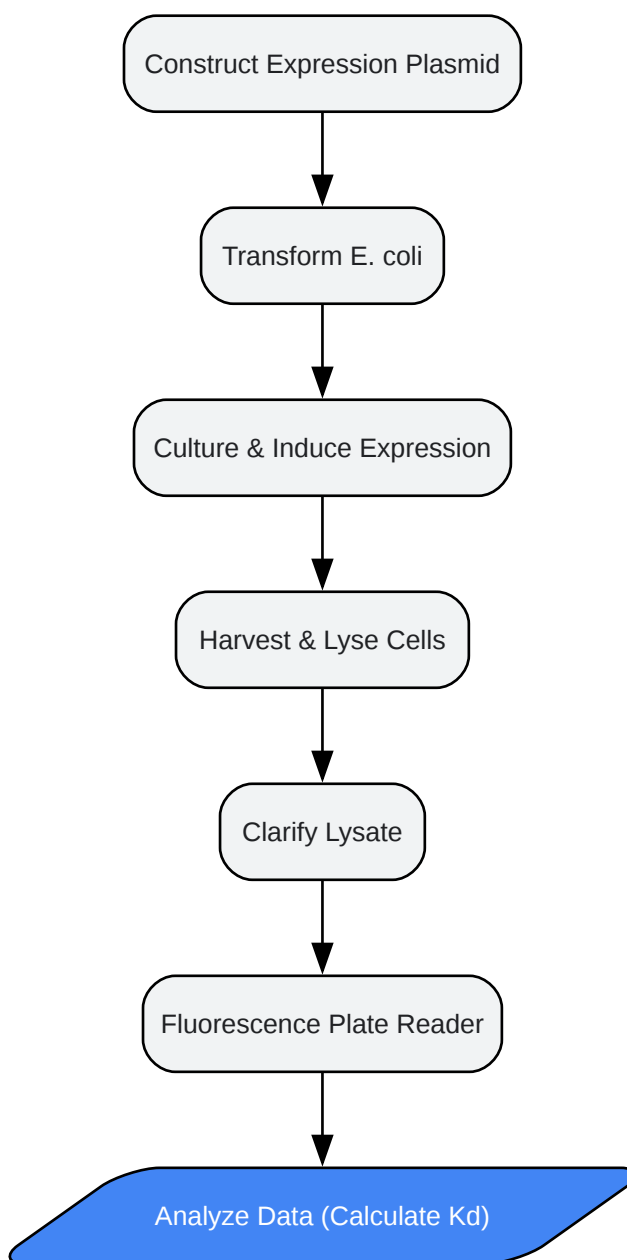 Construct Expression Plasmid
Transform E. coli
Culture & Induce Expression
Harvest & Lyse Cells
Clarify Lysate
Fluorescence Plate Reader
Analyze Data (Calculate Kd)